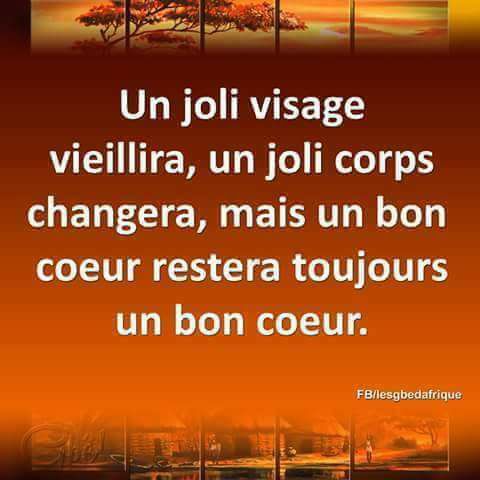 Un joli visage
vieillira, un joli corps
changera, mais un bon
coeur restera toujours
un bon coeur.
FB/lesgbedafrique